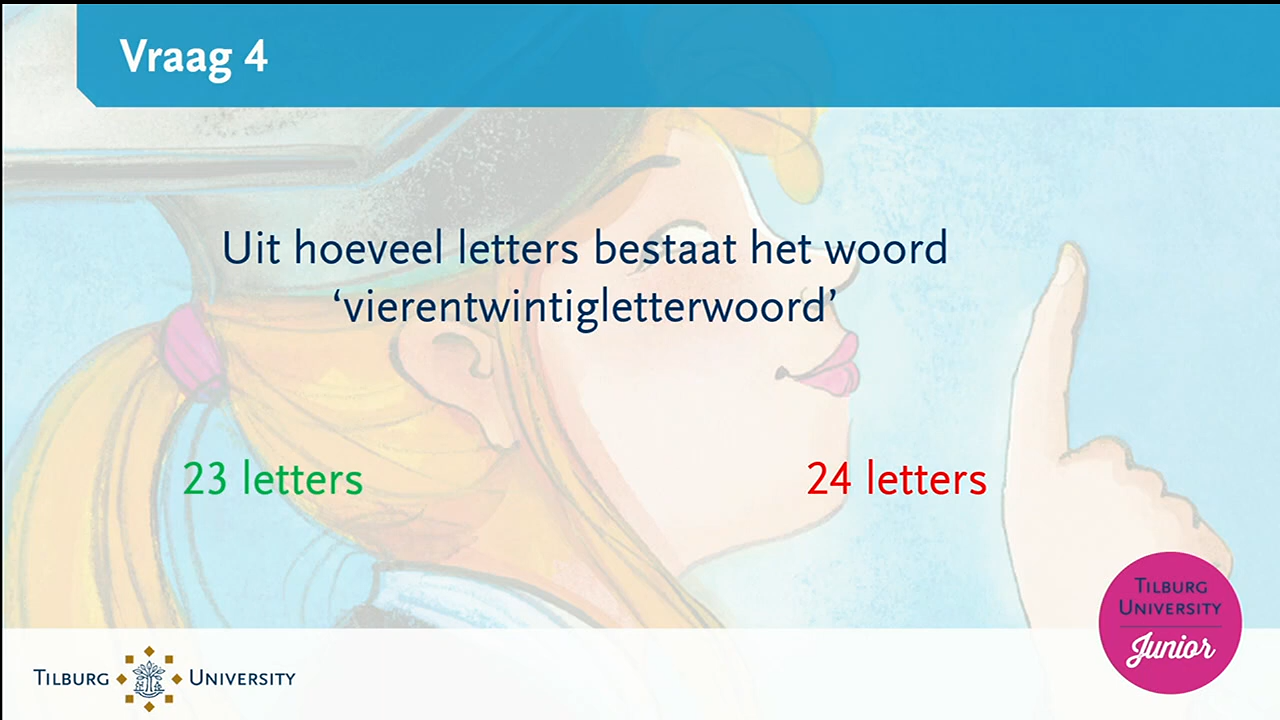 Vraag 4
Uit hoeveel letters bestaat het woord
‘vierentwintigletterwoord’
23 letters
24 letters
TILBURG
UNIVERSITY
Junior
TILBURG UNIVERSITY